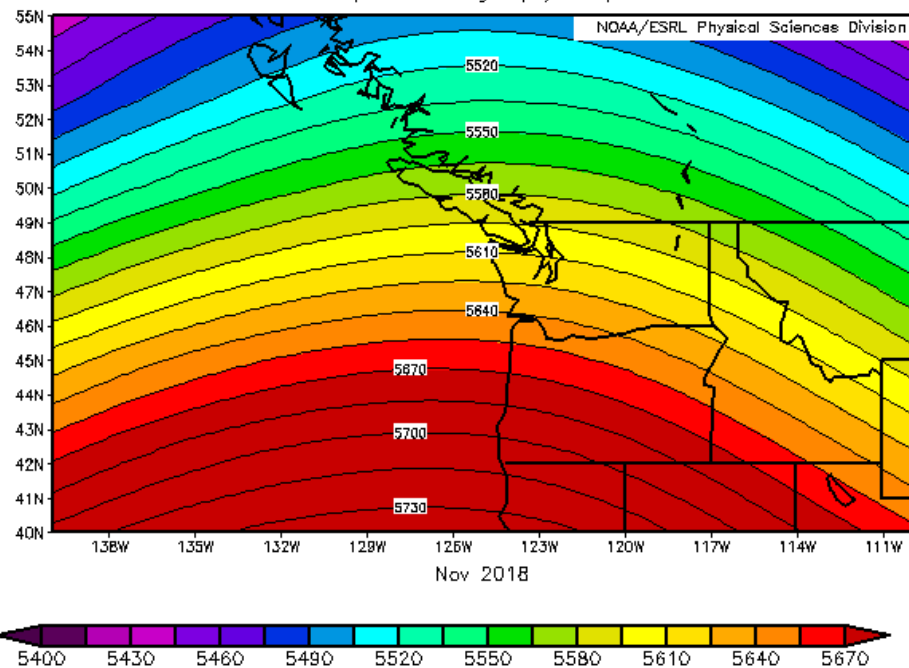 55N
NOAA/ESRL Physical Sciences Division
54N
5520
53N
52N
5550
51N
50N
5580
49N
48N
5610
47N
46N
5640
45N
5670
44N
43N
5700
42N
41N
5730
40N
138W 135W 132W 129W 126W 123W 120W 117W 114W 111W
Nov 2018
5400 5430 5460 5490 5520 5550 5580 5610 5640 5670